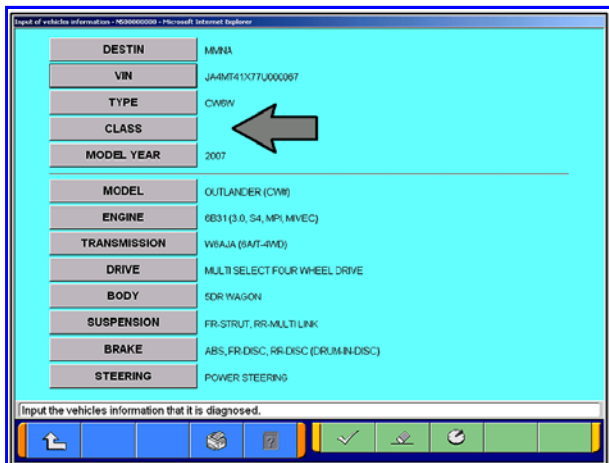 Input of vehicles information - MS00000000 - Microsoft Internet Explorer
DESTIN MMNA
VIN JA4MT41X77U000067
TYPE CW6W
CLASS
MODEL YEAR 2007
MODEL OUTLANDER (CW#)
ENGINE 6B31 (3.0, S4, MPI, MIVEC)
TRANSMISSION W6AJA (6A/T-4WD)
DRIVE MULTI SELECT FOUR WHEEL DRIVE
BODY 5DR WAGON
SUSPENSION FR-STRUT, RR-MULTI LINK
BRAKE ABS, FR-DISC, RR-DISC (DRUM-IN-DISC)
STEERING POWER STEERING
Input the vehicles information that it is diagnosed.